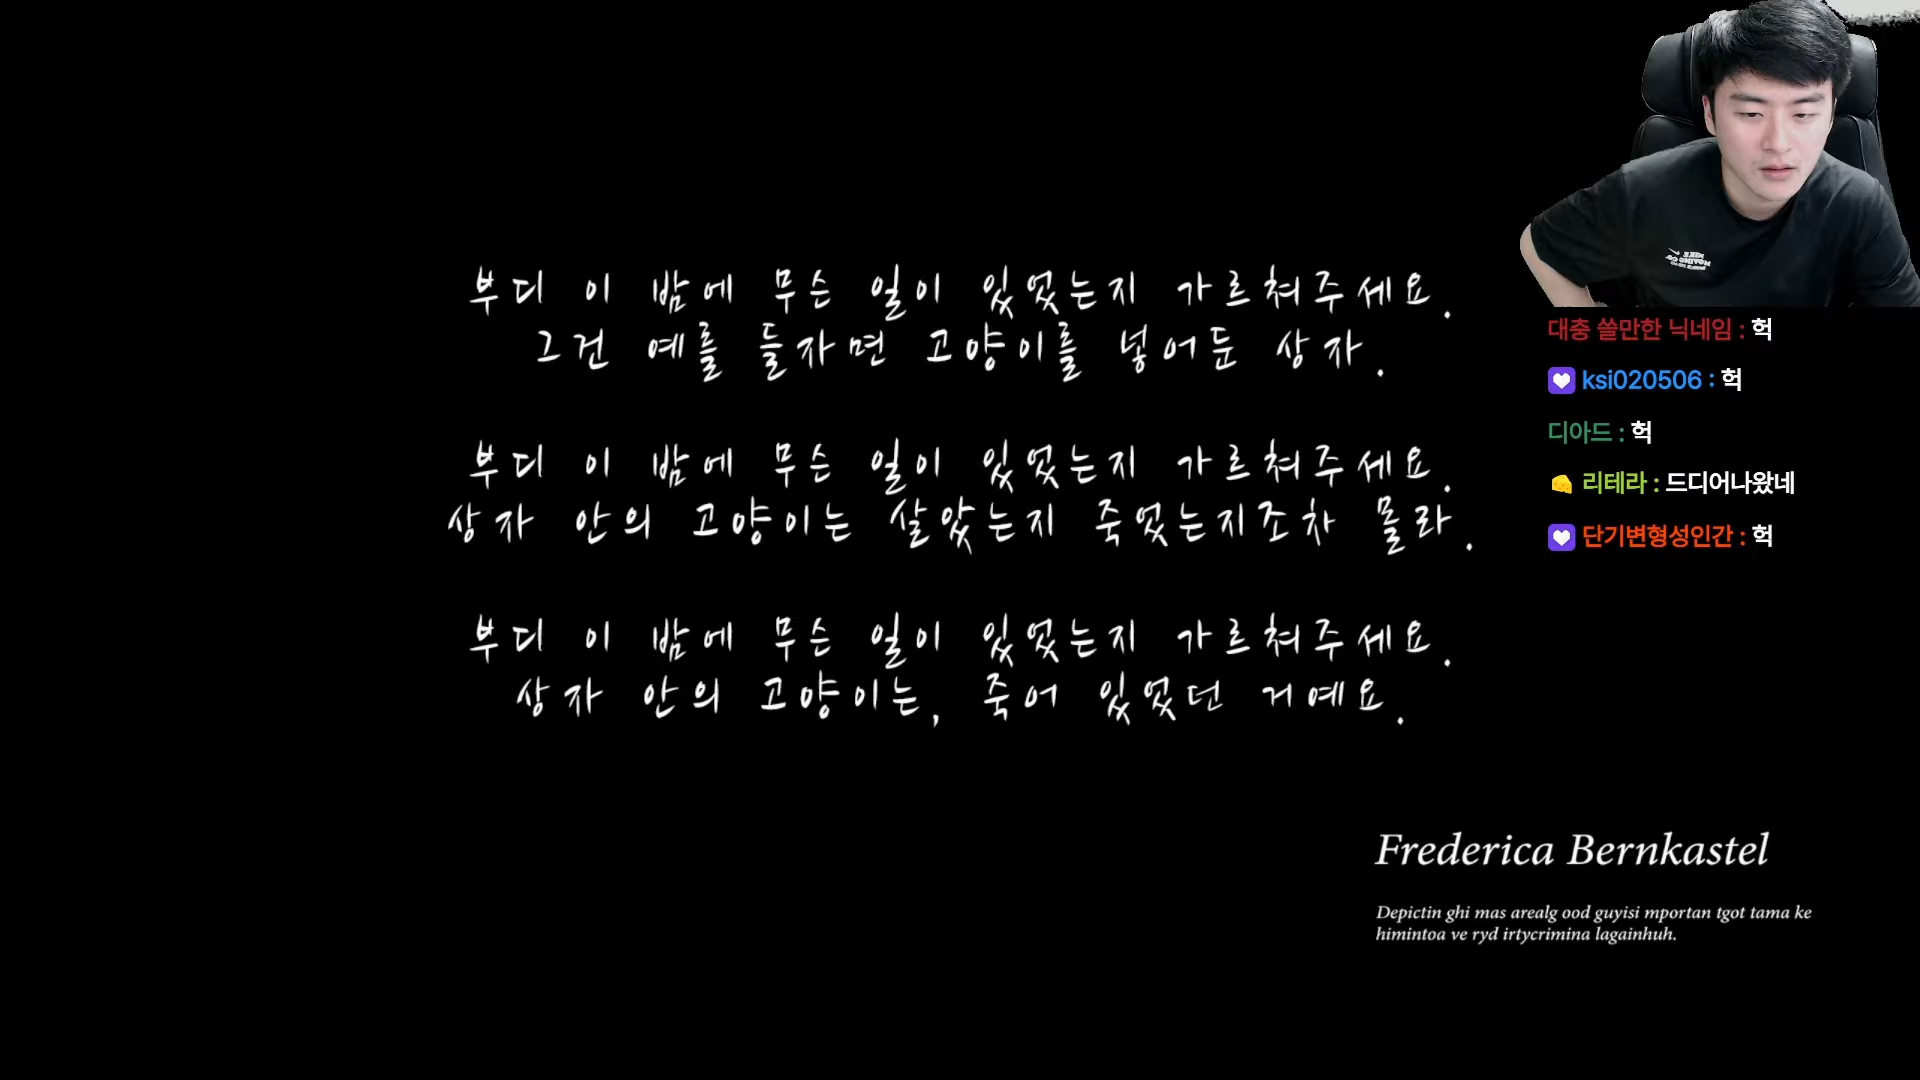 부디 이 밤에 무슨 일이 있었는지 가르쳐주세요.
그건 예를 들자면 고양이를 넣어둔 상자.
부디 이 밤에 무슨 일이 있었는지 가르쳐주세요.
상자 안의 고양이는 살았는지 죽었는지조차 몰라.
부디 이 밤에 무슨 일이 있었는지 가르쳐주세요.
상자 안의 고양이는, 죽어 있었던 거예요.
Frederica Bernkastel
Depictin ghi mas arealg ood guyisi mportan tgot tama ke
himintoa ve ryd irtycrimina lagainhuh.
대충 쓸만한 닉네임 : 헉
ksi020506 : 헉
디아드 : 헉
리테라 : 드디어나왔네
단기변형성인간 : 헉